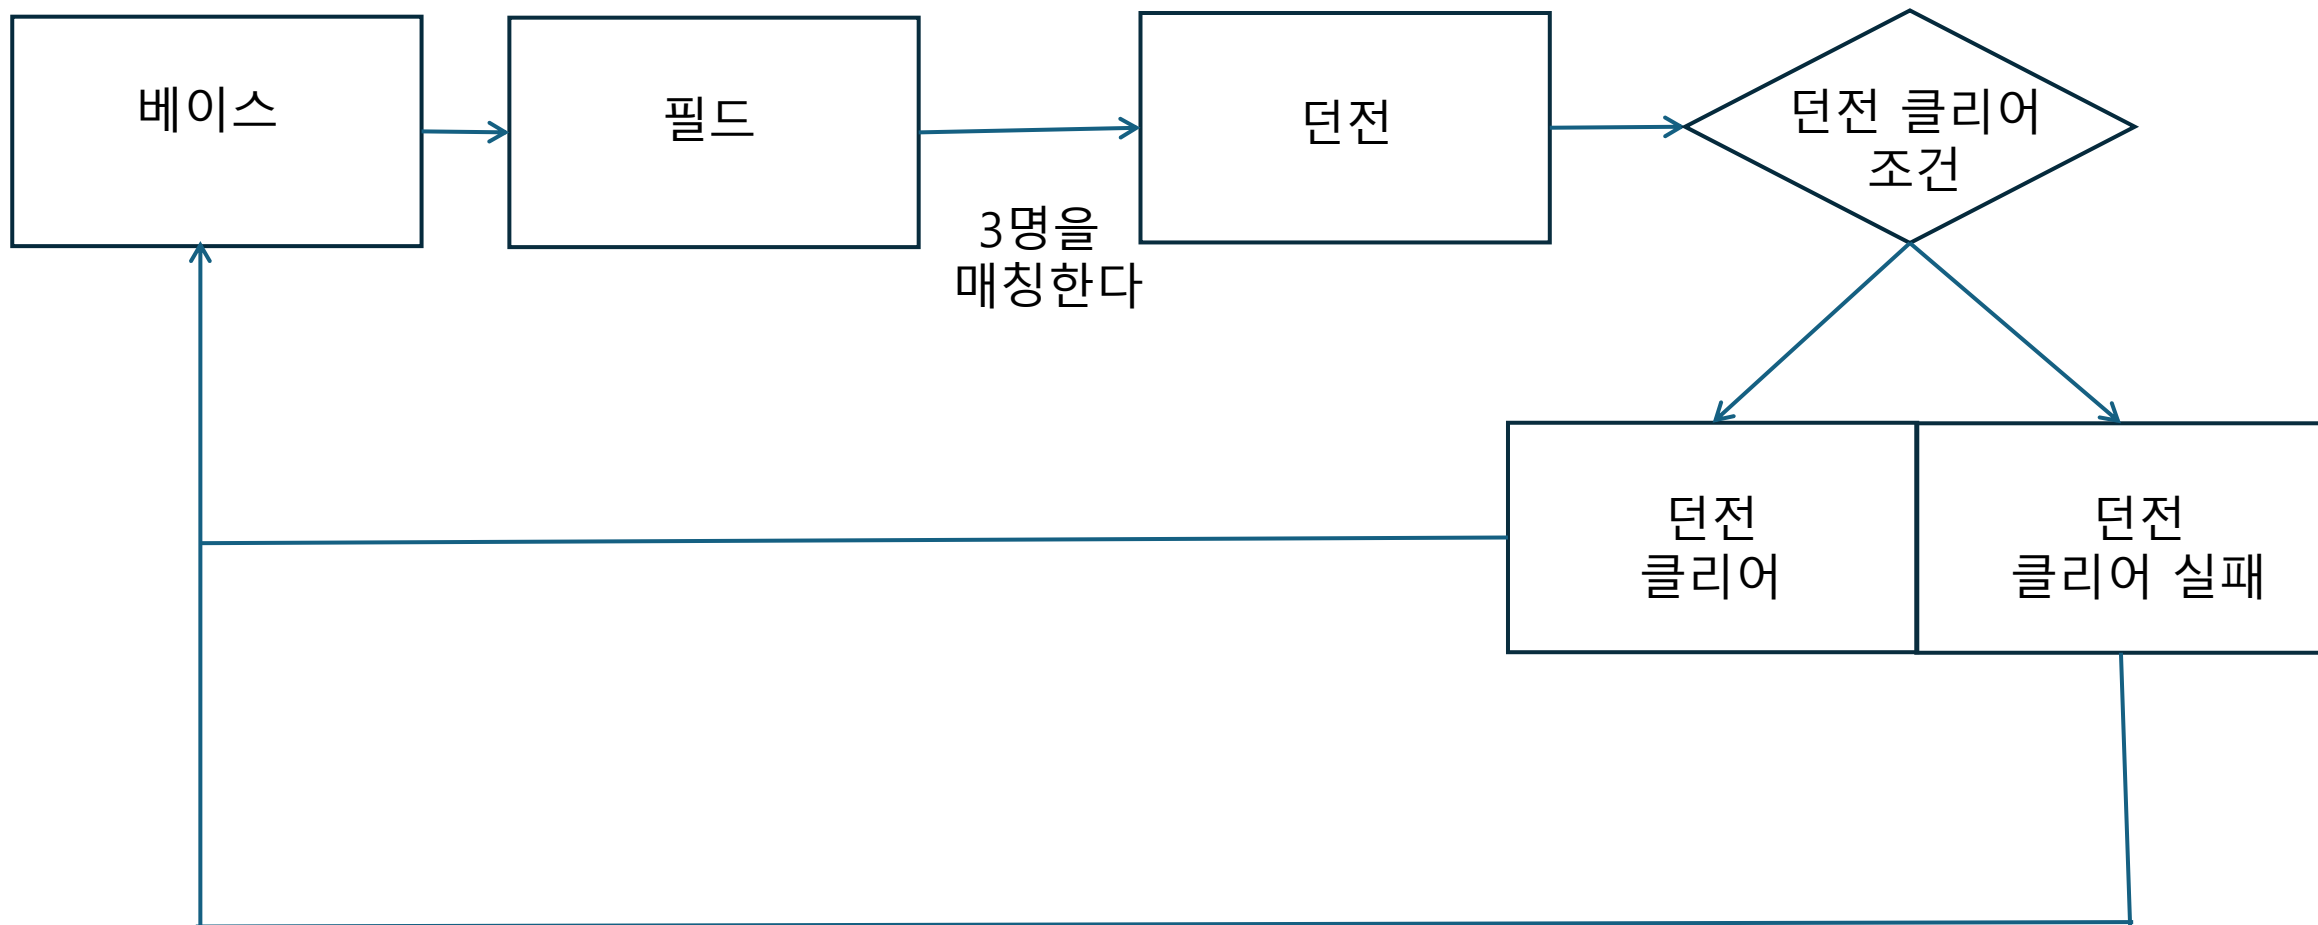 베이스
필드
던전
던전 클리어
조건
3명을
매칭한다
던전
클리어
던전
클리어 실패